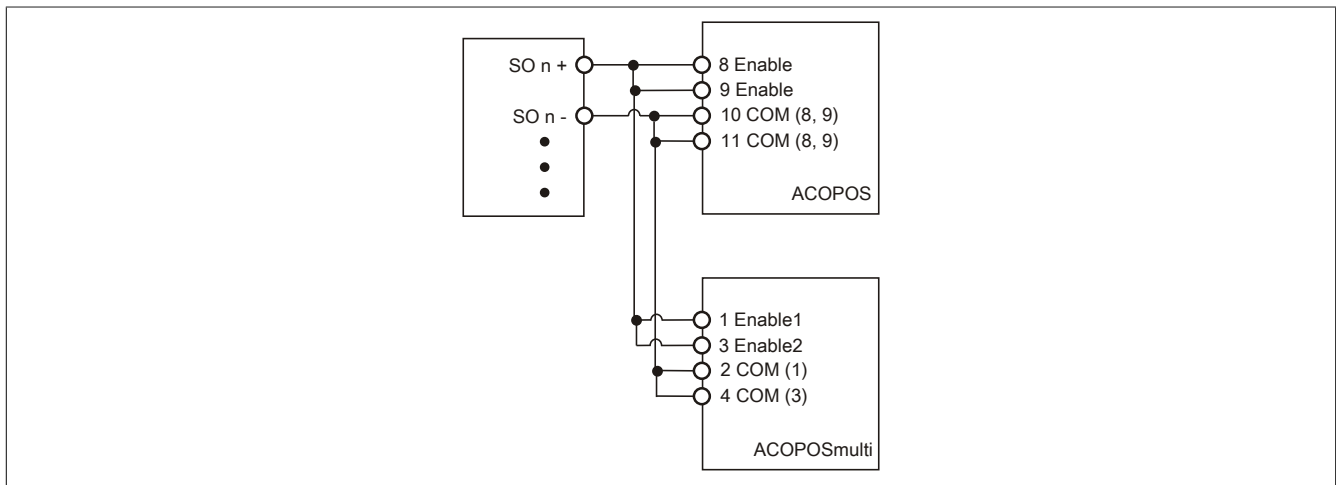 SO n +
SO n -
8 Enable
9 Enable
10 COM (8, 9)
11 COM (8, 9)
ACOPOS
1 Enable1
3 Enable2
2 COM (1)
4 COM (3)
ACOPOSmulti